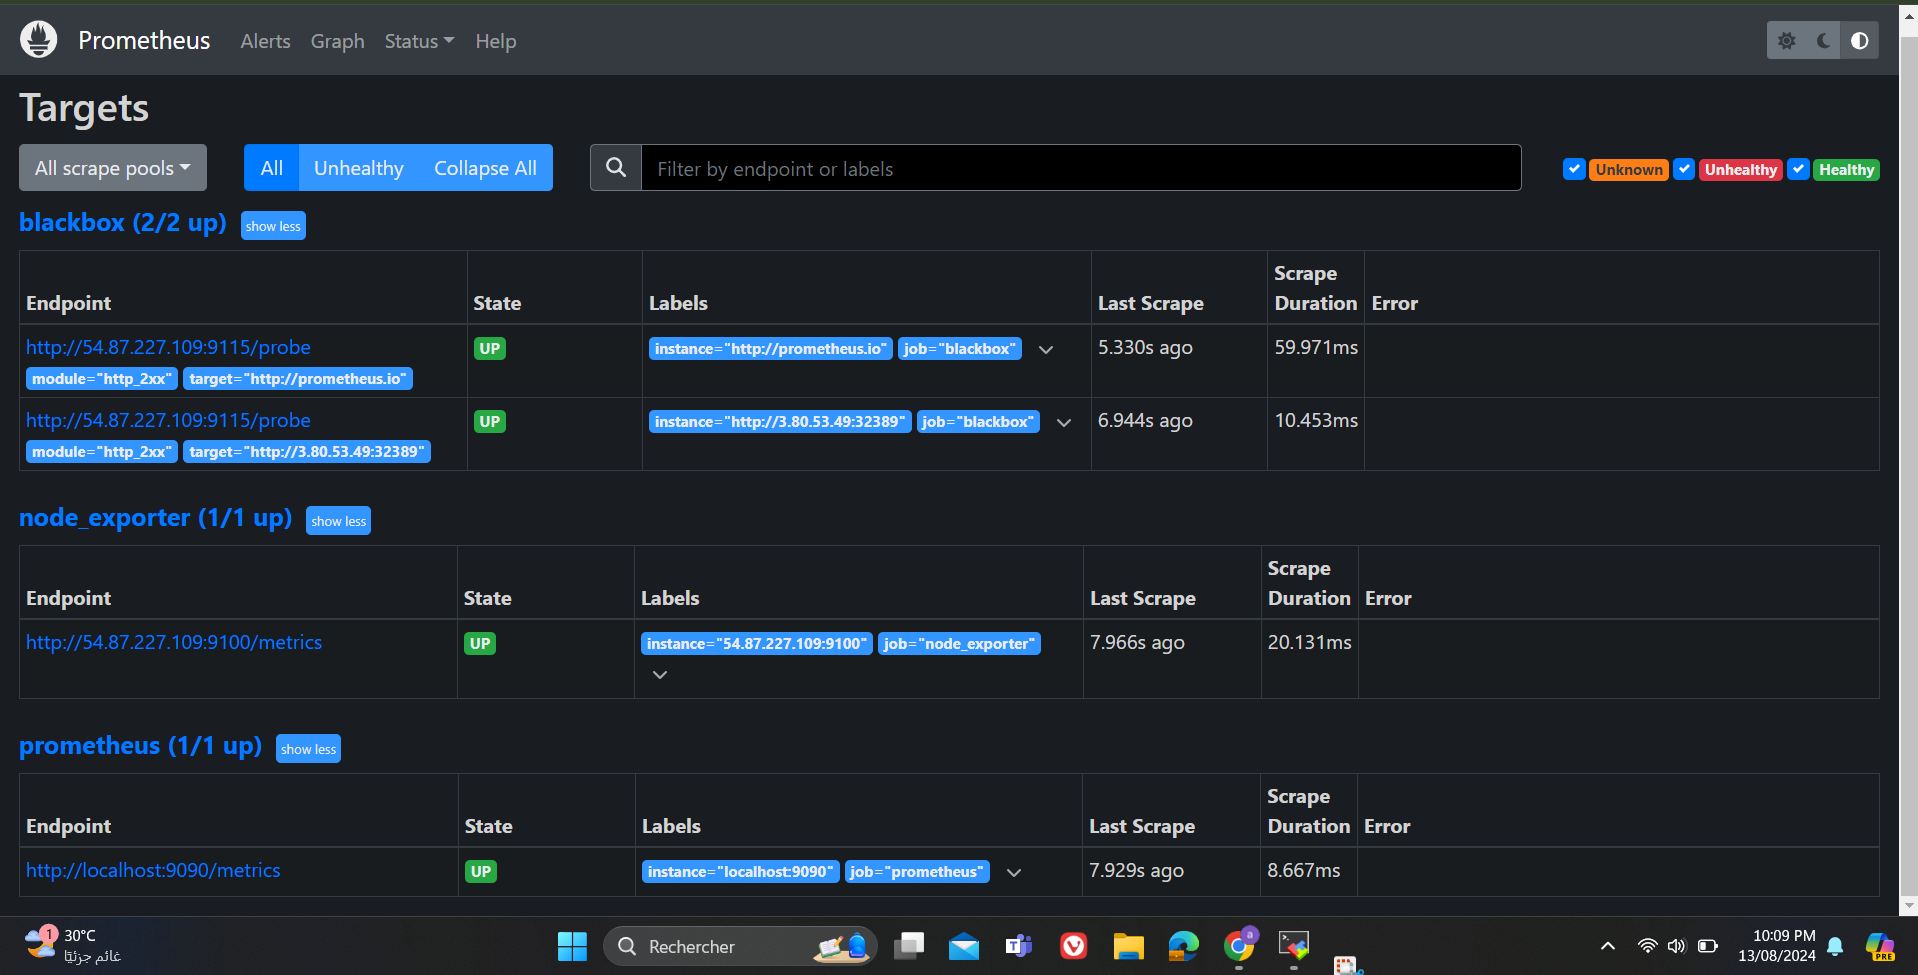 Prometheus Alerts Graph Status Help
Targets
All scrape pools All Unhealthy Collapse All Filter by endpoint or labels Unknown Unhealthy Healthy
blackbox (2/2 up) show less
Endpoint State Labels Last Scrape Scrape Duration Error
http://54.87.227.109:9115/probe UP instance="http://prometheus.io" job="blackbox" 5.330s ago 59.971ms
module="http_2xx" target="http://prometheus.io"
http://54.87.227.109:9115/probe UP instance="http://3.80.53.49:32389" job="blackbox" 6.944s ago 10.453ms
module="http_2xx" target="http://3.80.53.49:32389"
node_exporter (1/1 up) show less
Endpoint State Labels Last Scrape Scrape Duration Error
http://54.87.227.109:9100/metrics UP instance="54.87.227.109:9100" job="node_exporter" 7.966s ago 20.131ms
prometheus (1/1 up) show less
Endpoint State Labels Last Scrape Scrape Duration Error
http://localhost:9090/metrics UP instance="localhost:9090" job="prometheus" 7.929s ago 8.667ms
1 30°C
غائم جزئيًا
Rechercher
a
PRE
10:09 PM
13/08/2024